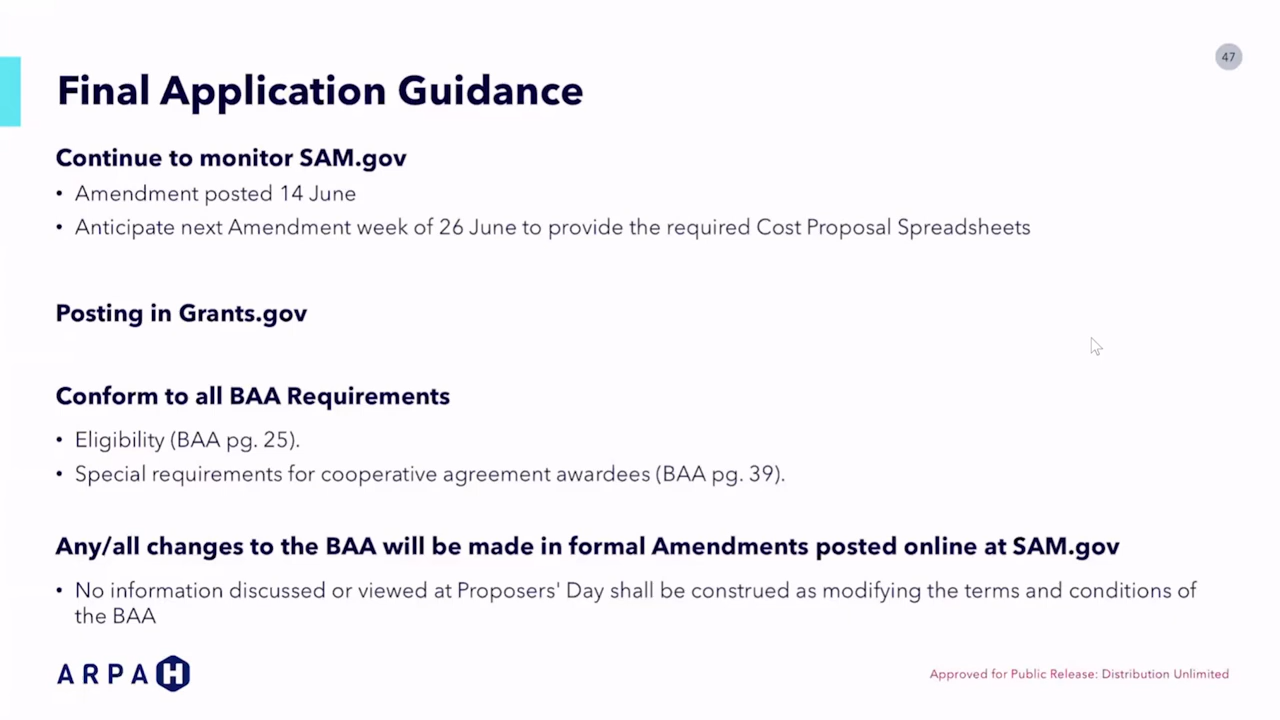 47
Final Application Guidance
Continue to monitor SAM.gov
• Amendment posted 14 June
• Anticipate next Amendment week of 26 June to provide the required Cost Proposal Spreadsheets
Posting in Grants.gov
Conform to all BAA Requirements
• Eligibility (BAA pg. 25).
• Special requirements for cooperative agreement awardees (BAA pg. 39).
Any/all changes to the BAA will be made in formal Amendments posted online at SAM.gov
• No information discussed or viewed at Proposers' Day shall be construed as modifying the terms and conditions of
the BAA
ARPA H
Approved for Public Release: Distribution Unlimited